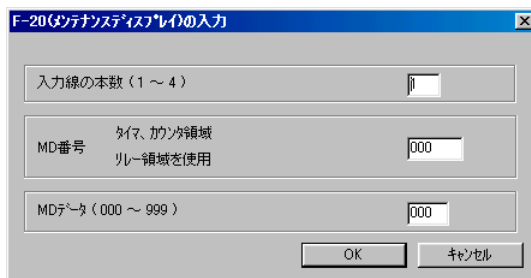 F-20(ﾒﾝﾃﾅﾝｽﾃﾞｨｽﾌﾟﾚｲ)の入力
入力線の本数 ( 1 ～ 4 )
1
MD番号
ﾀｲﾏ、ｶｳﾝﾀ領域
ﾘﾚｰ領域を使用
000
MDﾃﾞｰﾀ ( 000 ～ 999 )
000
OK
ｷｬﾝｾﾙ